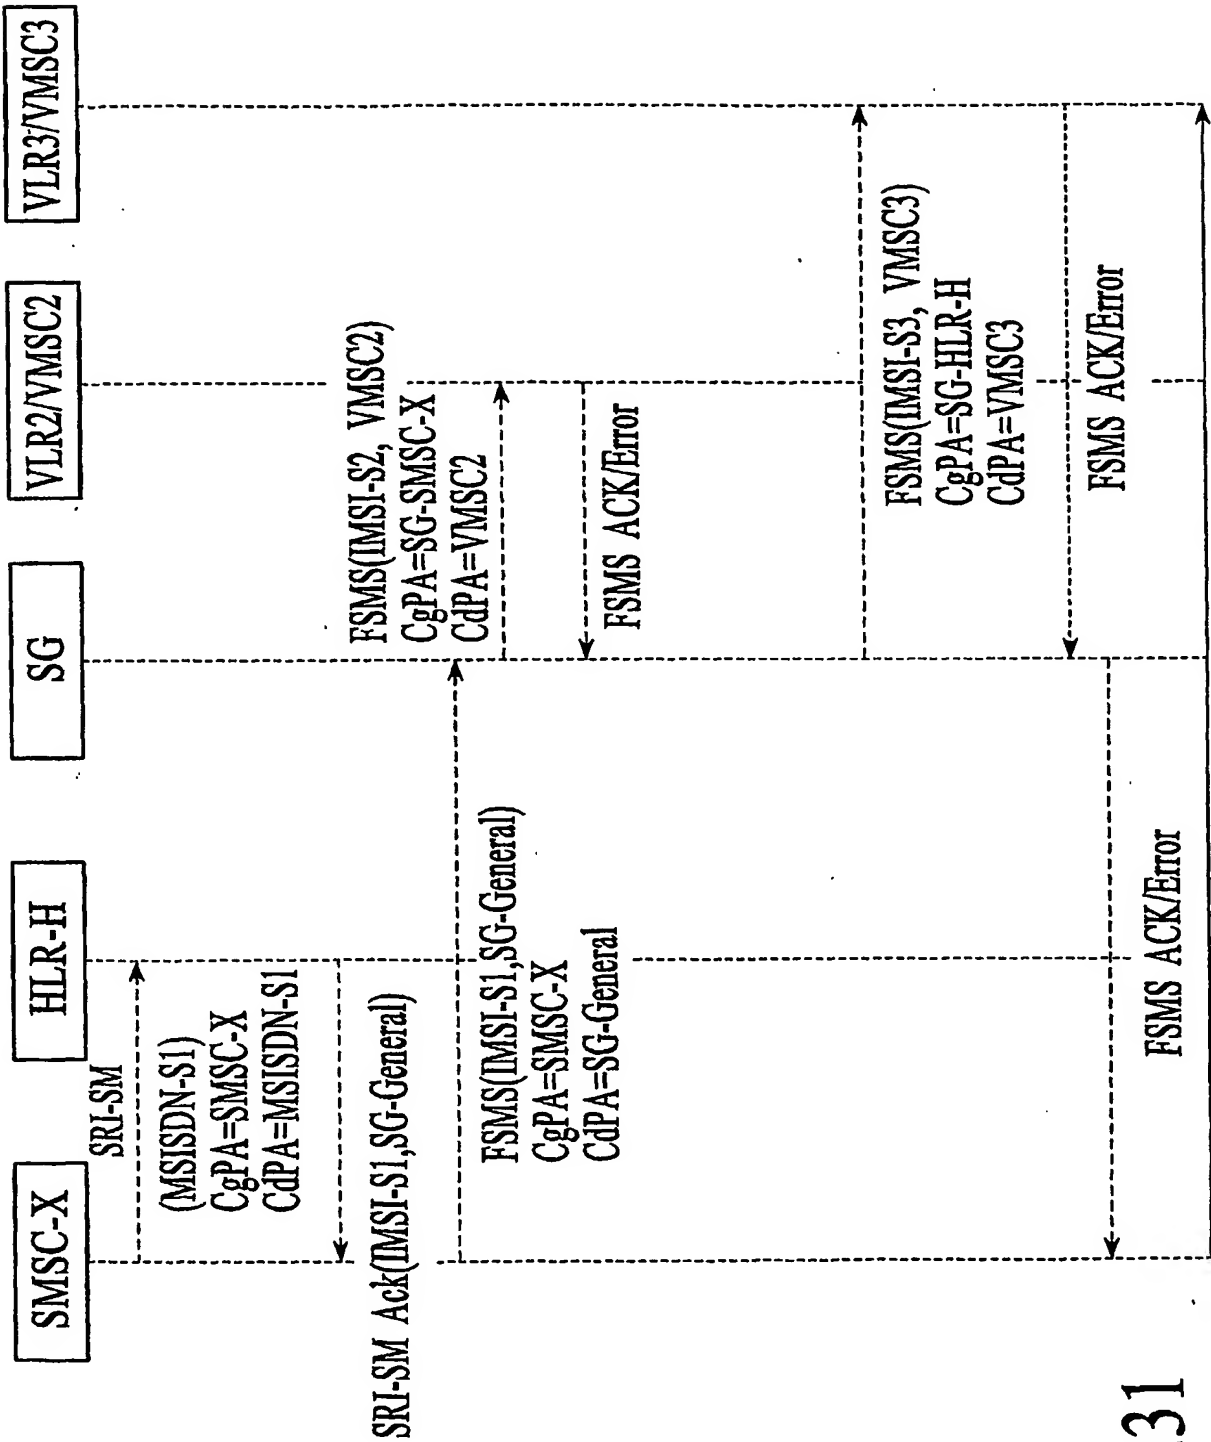 SMSC-X
HLR-H
SG
VLR2/VMSC2
VLR3/VMSC3
SRI-SM
(MSISDN-S1)
CgPA=SMSC-X
CdPA=MSISDN-S1
SRI-SM Ack(IMSI-S1,SG-General)
FSMS(IMSI-S1,SG-General)
CgPA=SMSC-X
CdPA=SG-General
FSMS(IMSI-S2, VMSC2)
CgPA=SG-SMSC-X
CdPA=VMSC2
FSMS ACK/Error
FSMS(IMSI-S3, VMSC3)
CgPA=SG-HLR-H
CdPA=VMSC3
FSMS ACK/Error
FSMS ACK/Error
31